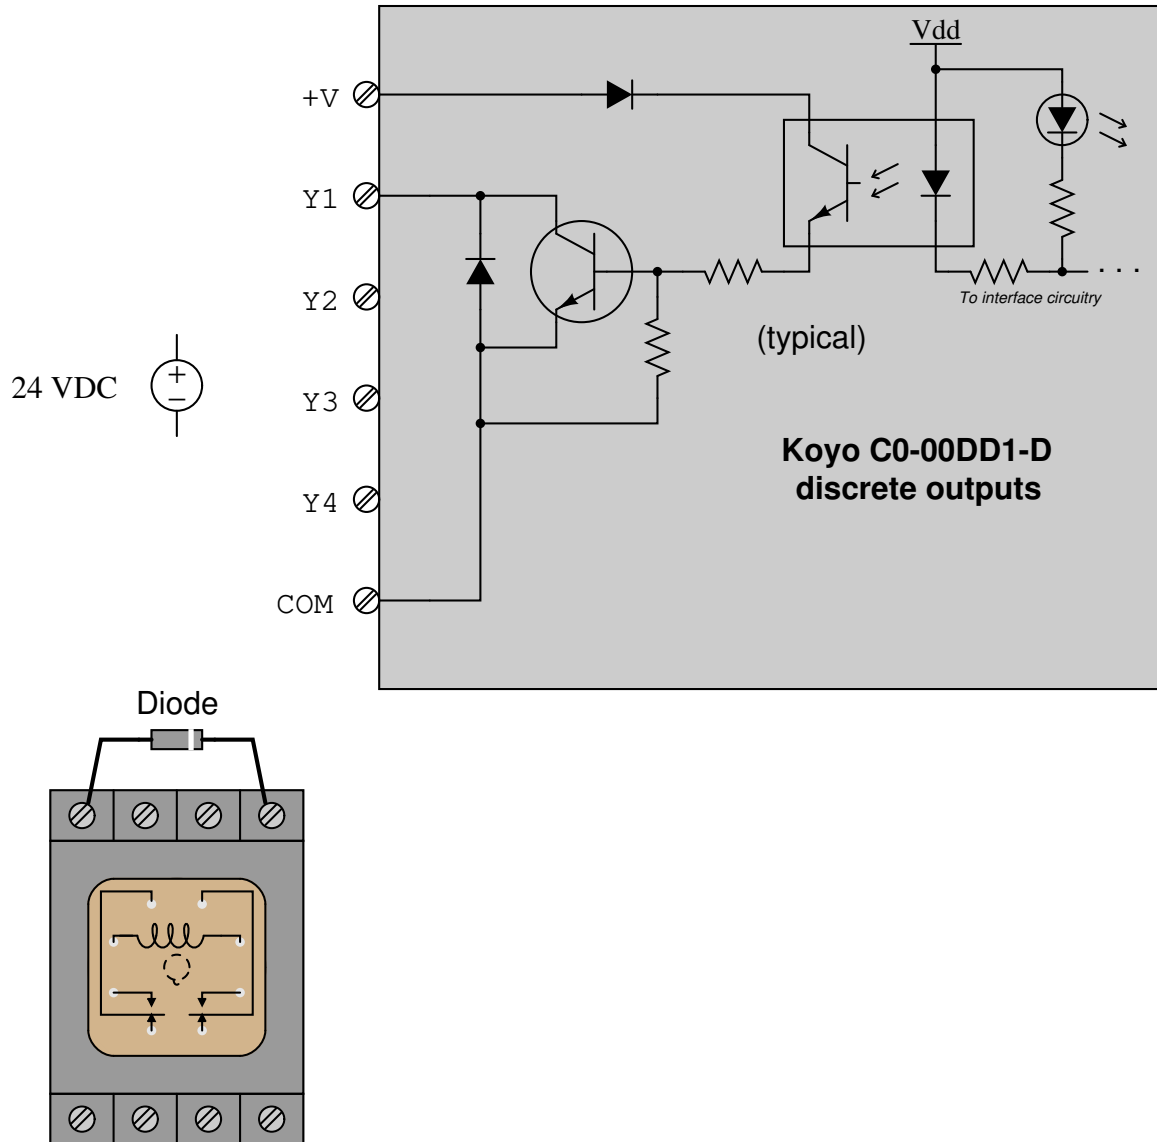 Vdd
+V
Y1
Y2
To interface circuitry
(typical)
24 VDC
+
−
Y3
Koyo C0-00DD1-D
discrete outputs
Y4
COM
Diode